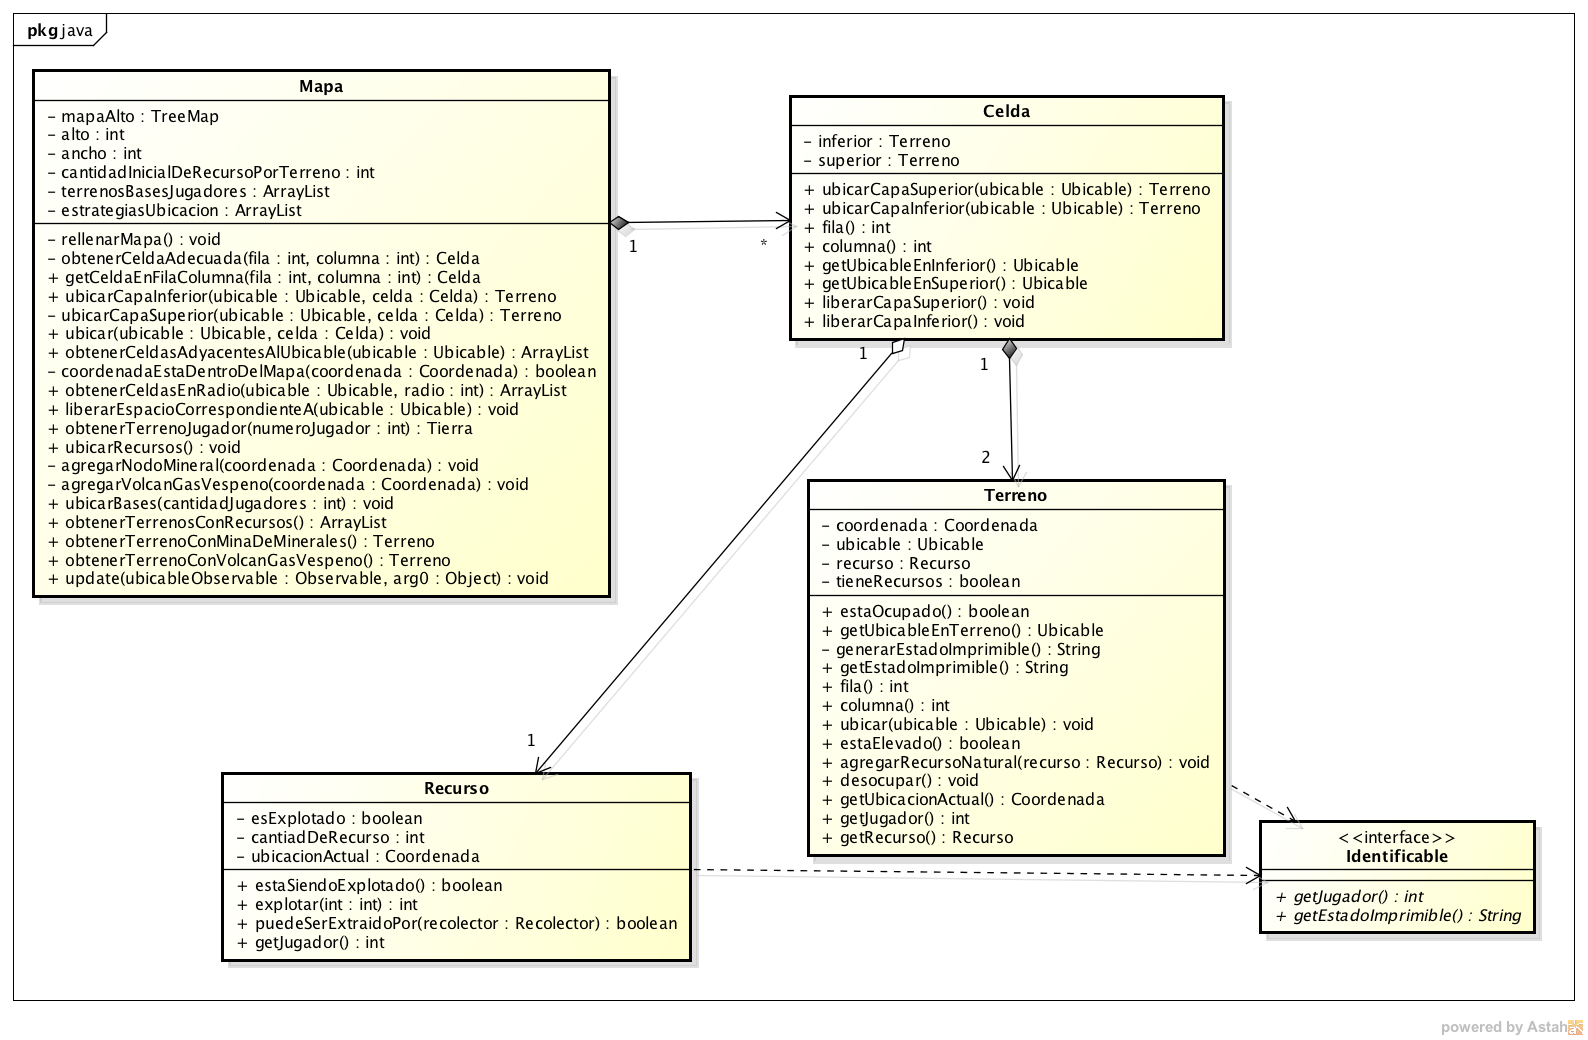 pkg java
Mapa
- mapaAlto : TreeMap
- alto : int
- ancho : int
- cantidadInicialDeRecursoPorTerreno : int
- terrenosBasesJugadores : ArrayList
- estrategiasUbicacion : ArrayList
- rellenarMapa() : void
- obtenerCeldaAdecuada(fila : int, columna : int) : Celda
+ getCeldaEnFilaColumna(fila : int, columna : int) : Celda
+ ubicarCapaInferior(ubicable : Ubicable, celda : Celda) : Terreno
- ubicarCapaSuperior(ubicable : Ubicable, celda : Celda) : Terreno
+ ubicar(ubicable : Ubicable, celda : Celda) : void
+ obtenerCeldasAdyacentesAlUbicable(ubicable : Ubicable) : ArrayList
- coordenadaEstaDentroDelMapa(coordenada : Coordenada) : boolean
+ obtenerCeldasEnRadio(ubicable : Ubicable, radio : int) : ArrayList
+ liberarEspacioCorrespondienteA(ubicable : Ubicable) : void
+ obtenerTerrenoJugador(numeroJugador : int) : Tierra
+ ubicarRecursos() : void
- agregarNodoMineral(coordenada : Coordenada) : void
- agregarVolcanGasVespeno(coordenada : Coordenada) : void
+ ubicarBases(cantidadJugadores : int) : void
+ obtenerTerrenosConRecursos() : ArrayList
+ obtenerTerrenoConMinaDeMinerales() : Terreno
+ obtenerTerrenoConVolcanGasVespeno() : Terreno
+ update(ubicableObservable : Observable, arg0 : Object) : void
1
*
Celda
- inferior : Terreno
- superior : Terreno
+ ubicarCapaSuperior(ubicable : Ubicable) : Terreno
+ ubicarCapaInferior(ubicable : Ubicable) : Terreno
+ fila() : int
+ columna() : int
+ getUbicableEnInferior() : Ubicable
+ getUbicableEnSuperior() : Ubicable
+ liberarCapaSuperior() : void
+ liberarCapaInferior() : void
1
1
2
1
Terreno
- coordenada : Coordenada
- ubicable : Ubicable
- recurso : Recurso
- tieneRecursos : boolean
+ estaOcupado() : boolean
+ getUbicableEnTerreno() : Ubicable
- generarEstadoImprimible() : String
+ getEstadoImprimible() : String
+ fila() : int
+ columna() : int
+ ubicar(ubicable : Ubicable) : void
+ estaElevado() : boolean
+ agregarRecursoNatural(recurso : Recurso) : void
+ desocupar() : void
+ getUbicacionActual() : Coordenada
+ getJugador() : int
+ getRecurso() : Recurso
Recurso
- esExplotado : boolean
- cantiadDeRecurso : int
- ubicacionActual : Coordenada
+ estaSiendoExplotado() : boolean
+ explotar(int : int) : int
+ puedeSerExtraidoPor(recolector : Recolector) : boolean
+ getJugador() : int
<<interface>>
Identificable
+ getJugador() : int
+ getEstadoImprimible() : String
powered by Astah